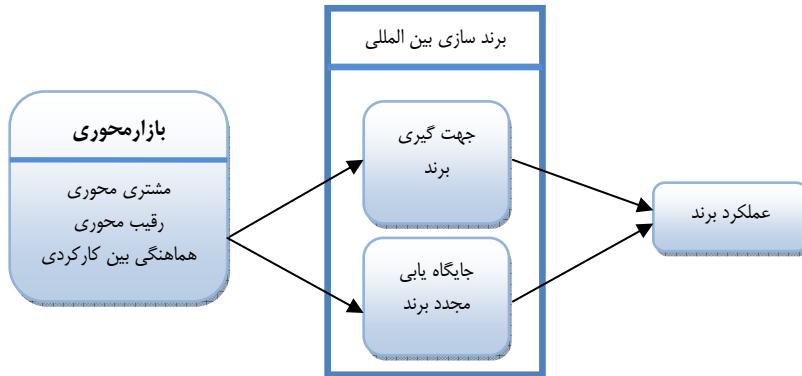 برند سازی بین المللی
بازارمحوری
مشتری محوری
رقیب محوری
هماهنگی بین کارکردی
جهت گیری
برند
جایگاه یابی
مجدد برند
عملکرد برند